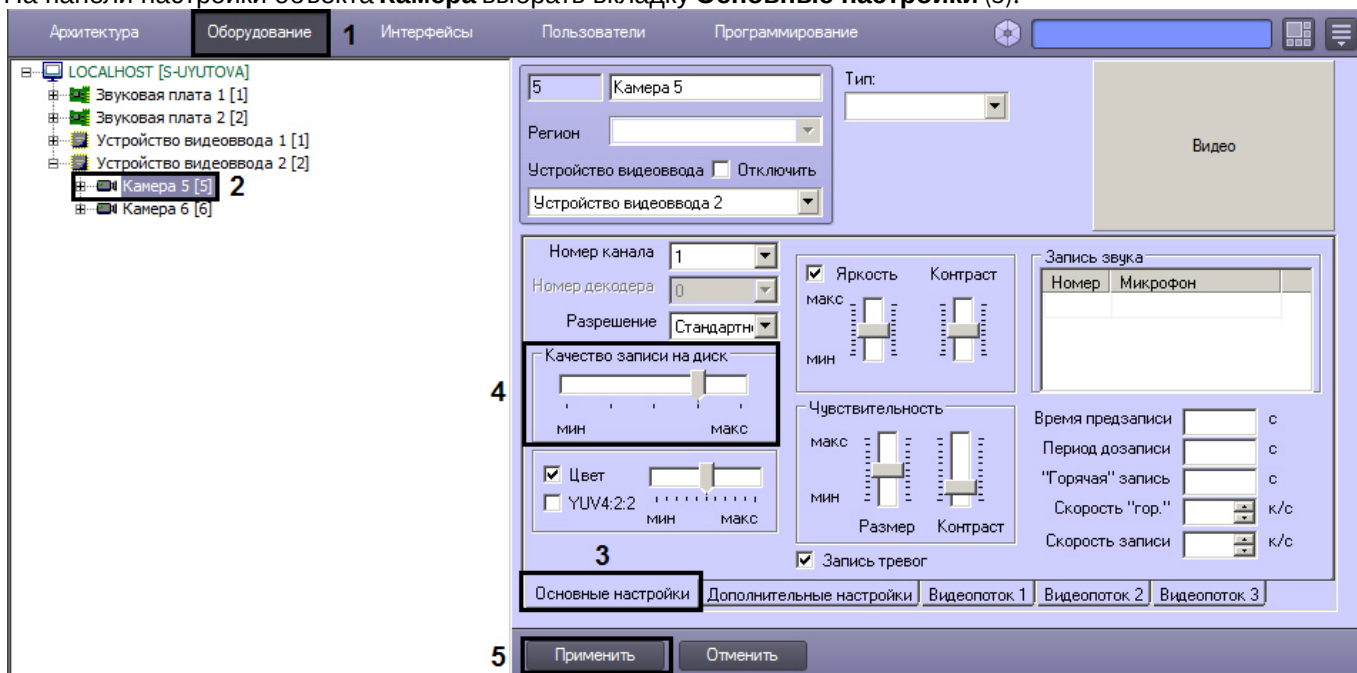 На панели настройки объекта Камера выбрать вкладку Основные настройки (3).
Архитектура Оборудование 1 Интерфейсы Пользователи Программирование
LOCALHOST [S-UYUTOVA]
Звуковая плата 1 [1]
Звуковая плата 2 [2]
Устройство видеоввода 1 [1]
Устройство видеоввода 2 [2]
Камера 5 [5] 2
Камера 6 [6]
5 Камера 5
Регион
Устройство видеоввода Отключить
Устройство видеоввода 2
Тип:
Видео
Номер канала 1
Номер декодера 0
Разрешение Стандартн
4
Качество записи на диск
мин макс
Цвет
YUV4:2:2
мин макс
3
Яркость Контраст
макс
мин
Чувствительность
макс
мин
Размер Контраст
Запись тревог
Запись звука
Номер Микрофон
Время предзаписи с
Период дозаписи с
"Горячая" запись с
Скорость "гор." к/с
Скорость записи к/с
Основные настройки Дополнительные настройки Видеопоток 1 Видеопоток 2 Видеопоток 3
5 Применить Отменить